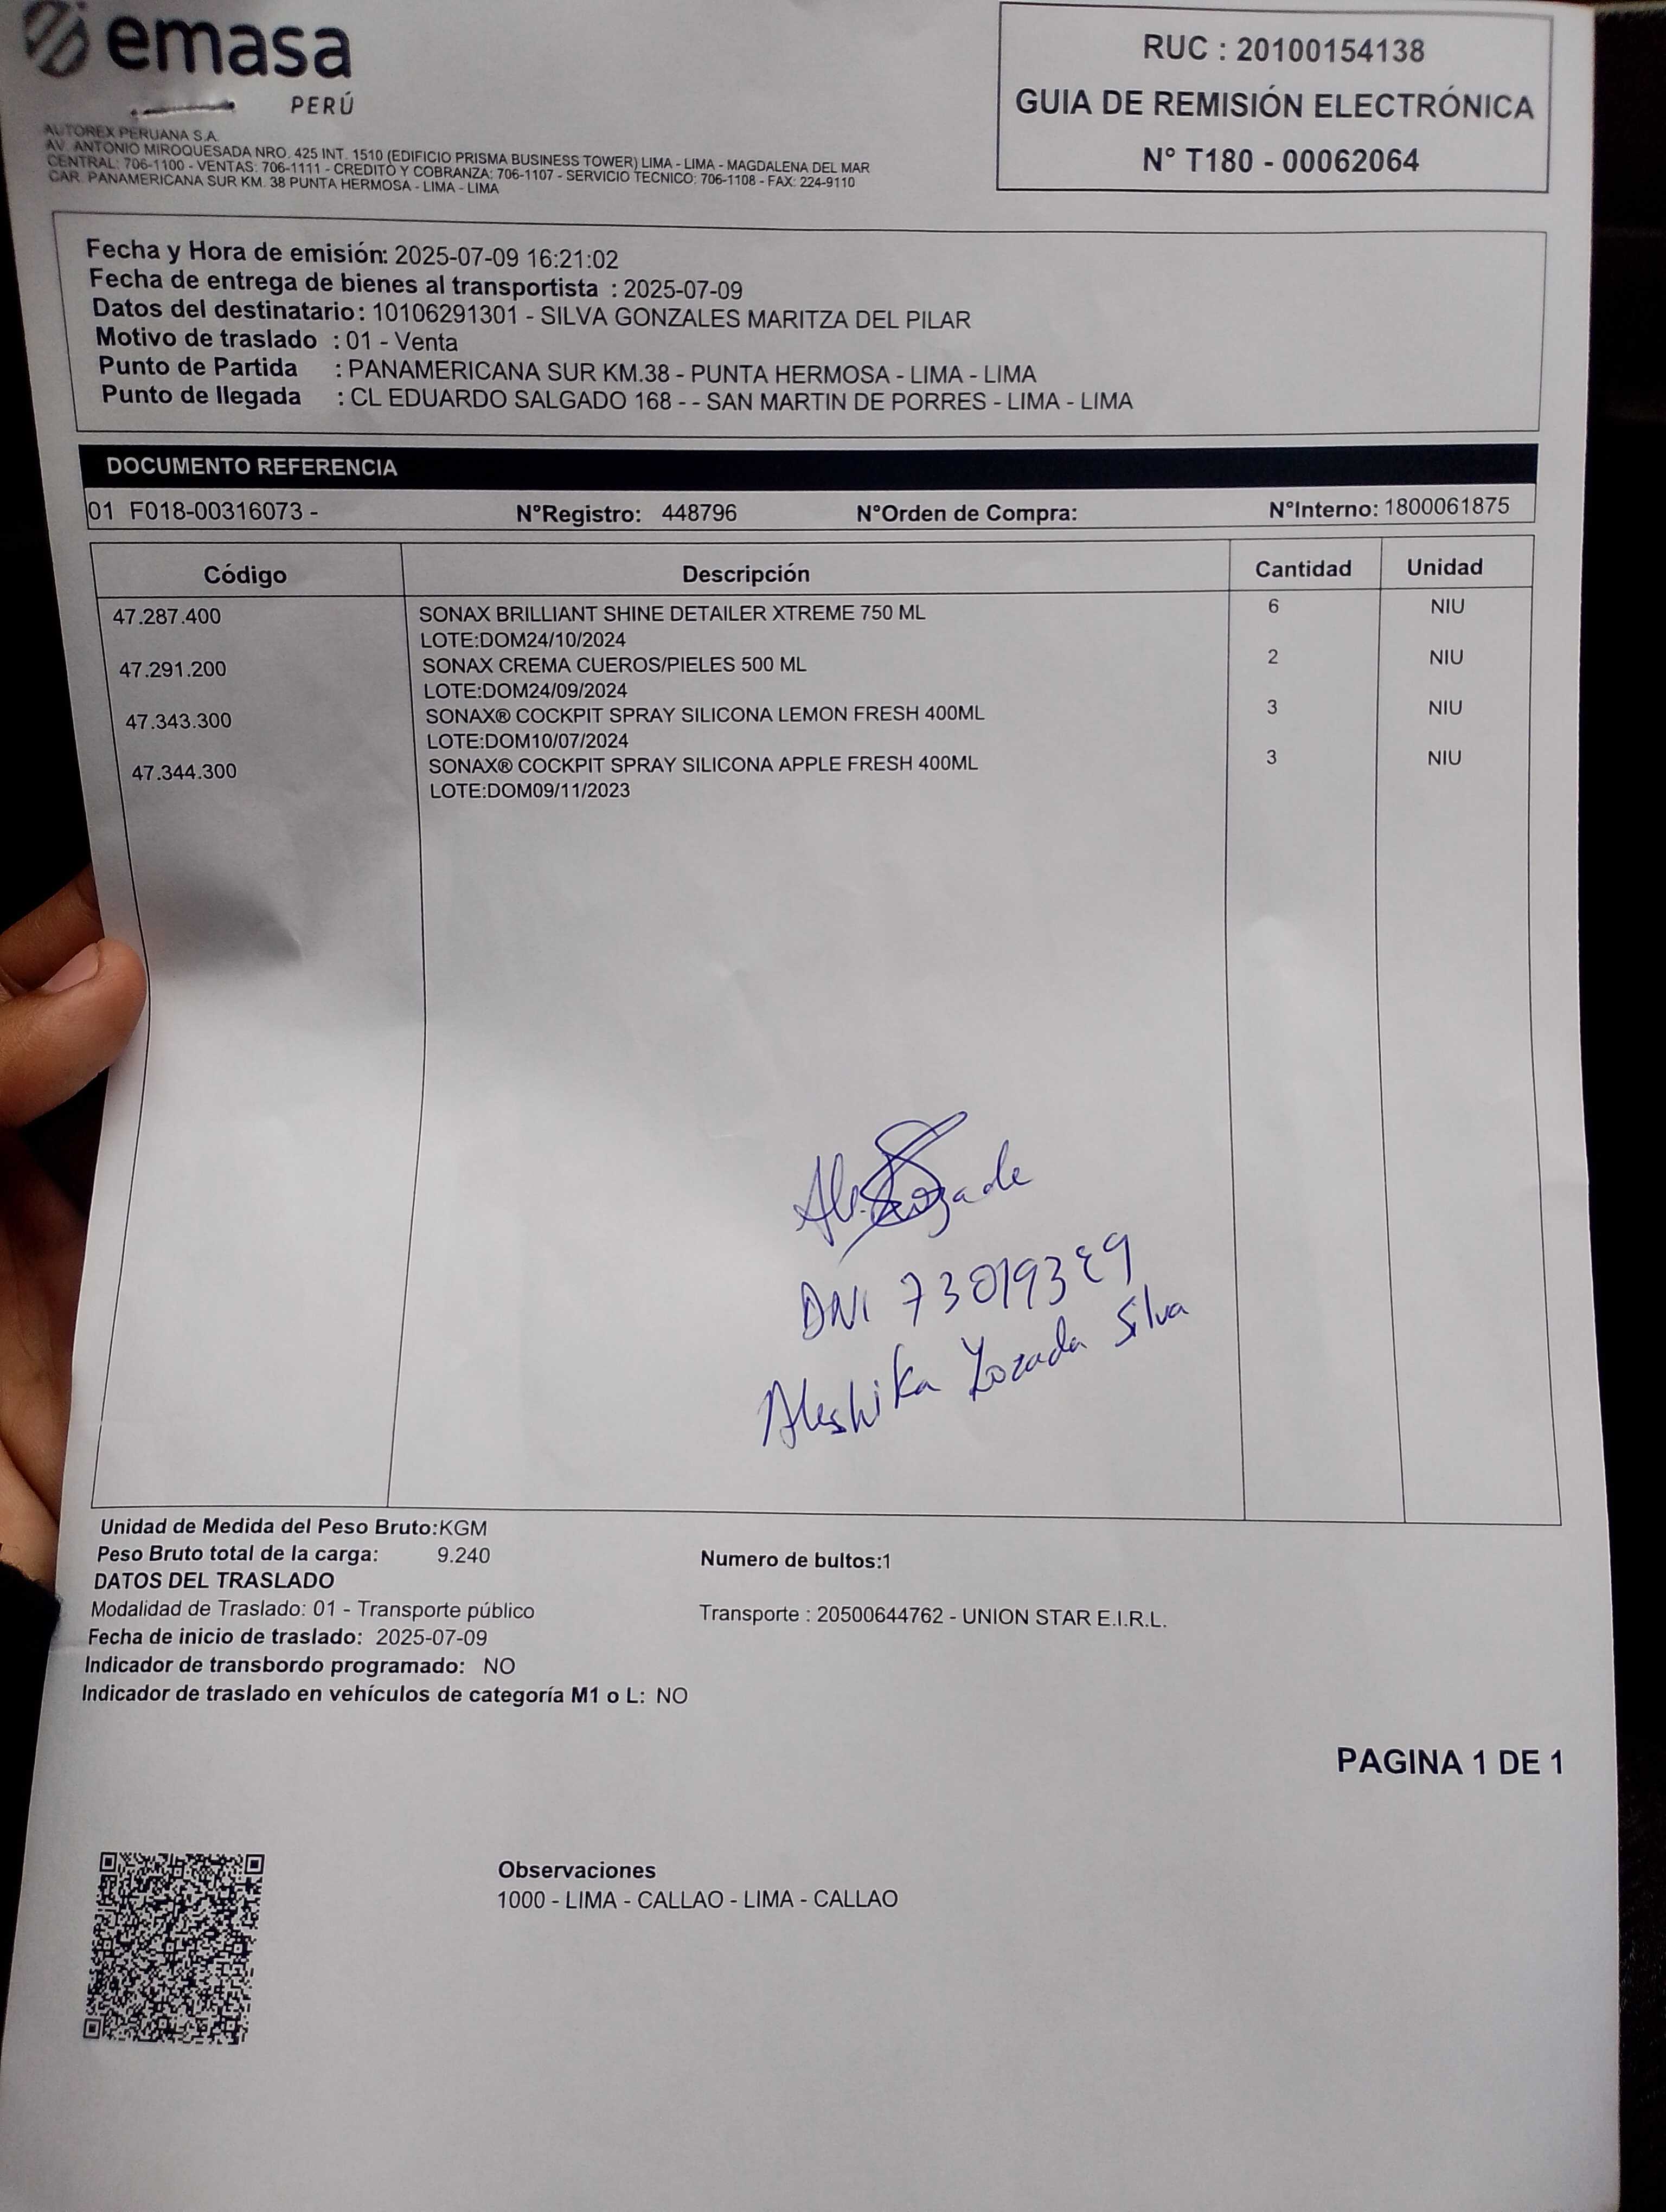 emasa
PERÚ
AUTOREX PERUANA S.A.
AV. ANTONIO MIROQUESADA NRO. 425 INT. 1510 (EDIFICIO PRISMA BUSINESS TOWER) LIMA - LIMA - MAGDALENA DEL MAR
CENTRAL: 706-1100 - VENTAS: 706-1111 - CREDITO Y COBRANZA: 706-1107 - SERVICIO TECNICO: 706-1108 - FAX: 224-9110
CAR. PANAMERICANA SUR KM. 38 PUNTA HERMOSA - LIMA - LIMA
RUC : 20100154138
GUIA DE REMISIÓN ELECTRÓNICA
N° T180 - 00062064
Fecha y Hora de emisión: 2025-07-09 16:21:02
Fecha de entrega de bienes al transportista : 2025-07-09
Datos del destinatario: 10106291301 - SILVA GONZALES MARITZA DEL PILAR
Motivo de traslado : 01 - Venta
Punto de Partida : PANAMERICANA SUR KM.38 - PUNTA HERMOSA - LIMA - LIMA
Punto de llegada : CL EDUARDO SALGADO 168 - - SAN MARTIN DE PORRES - LIMA - LIMA
DOCUMENTO REFERENCIA
01 F018-00316073 - N°Registro: 448796 N°Orden de Compra: N°Interno: 1800061875
Código Descripción Cantidad Unidad
47.287.400 SONAX BRILLIANT SHINE DETAILER XTREME 750 ML 6 NIU
LOTE:DOM24/10/2024
47.291.200 SONAX CREMA CUEROS/PIELES 500 ML 2 NIU
LOTE:DOM24/09/2024
47.343.300 SONAX® COCKPIT SPRAY SILICONA LEMON FRESH 400ML 3 NIU
LOTE:DOM10/07/2024
47.344.300 SONAX® COCKPIT SPRAY SILICONA APPLE FRESH 400ML 3 NIU
LOTE:DOM09/11/2023
DNI
Aleshika Lozada Silva
Unidad de Medida del Peso Bruto:KGM
Peso Bruto total de la carga: 9.240 Numero de bultos:1
DATOS DEL TRASLADO
Modalidad de Traslado: 01 - Transporte público Transporte : 20500644762 - UNION STAR E.I.R.L.
Fecha de inicio de traslado: 2025-07-09
Indicador de transbordo programado: NO
Indicador de traslado en vehículos de categoría M1 o L: NO
PAGINA 1 DE 1
Observaciones
1000 - LIMA - CALLAO - LIMA - CALLAO